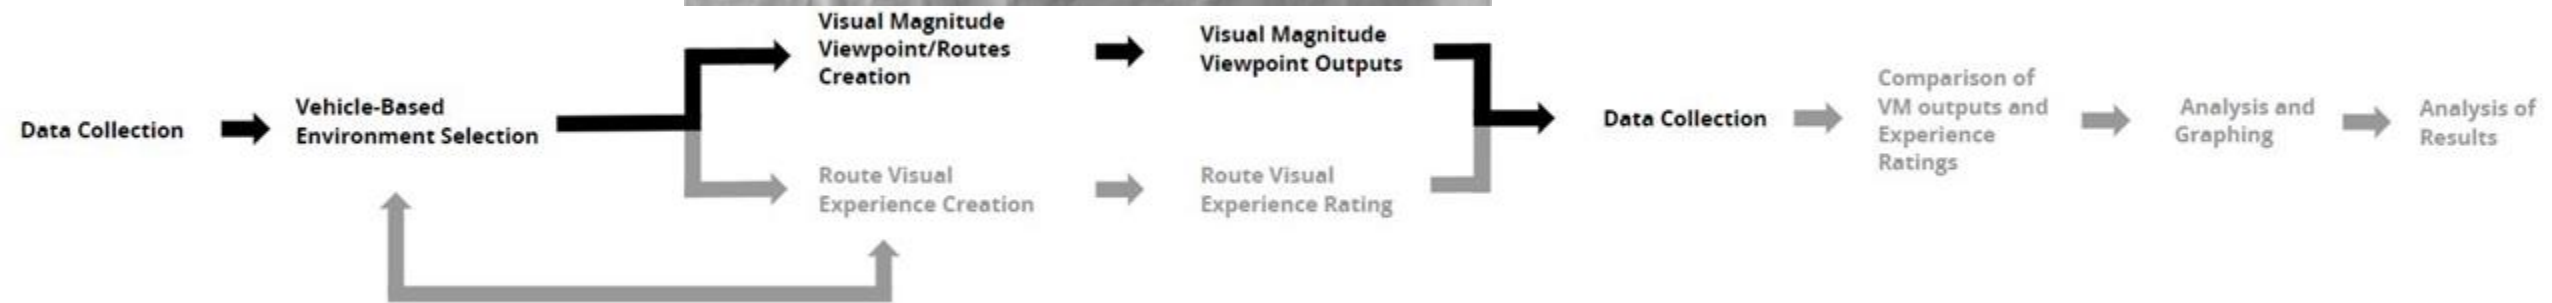 Data Collection
Vehicle-Based
Environment Selection
Visual Magnitude
Viewpoint/Routes
Creation
Visual Magnitude
Viewpoint Outputs
Route Visual
Experience Creation
Route Visual
Experience Rating
Data Collection
Comparison of
VM outputs and
Experience
Ratings
Analysis and
Graphing
Analysis of
Results